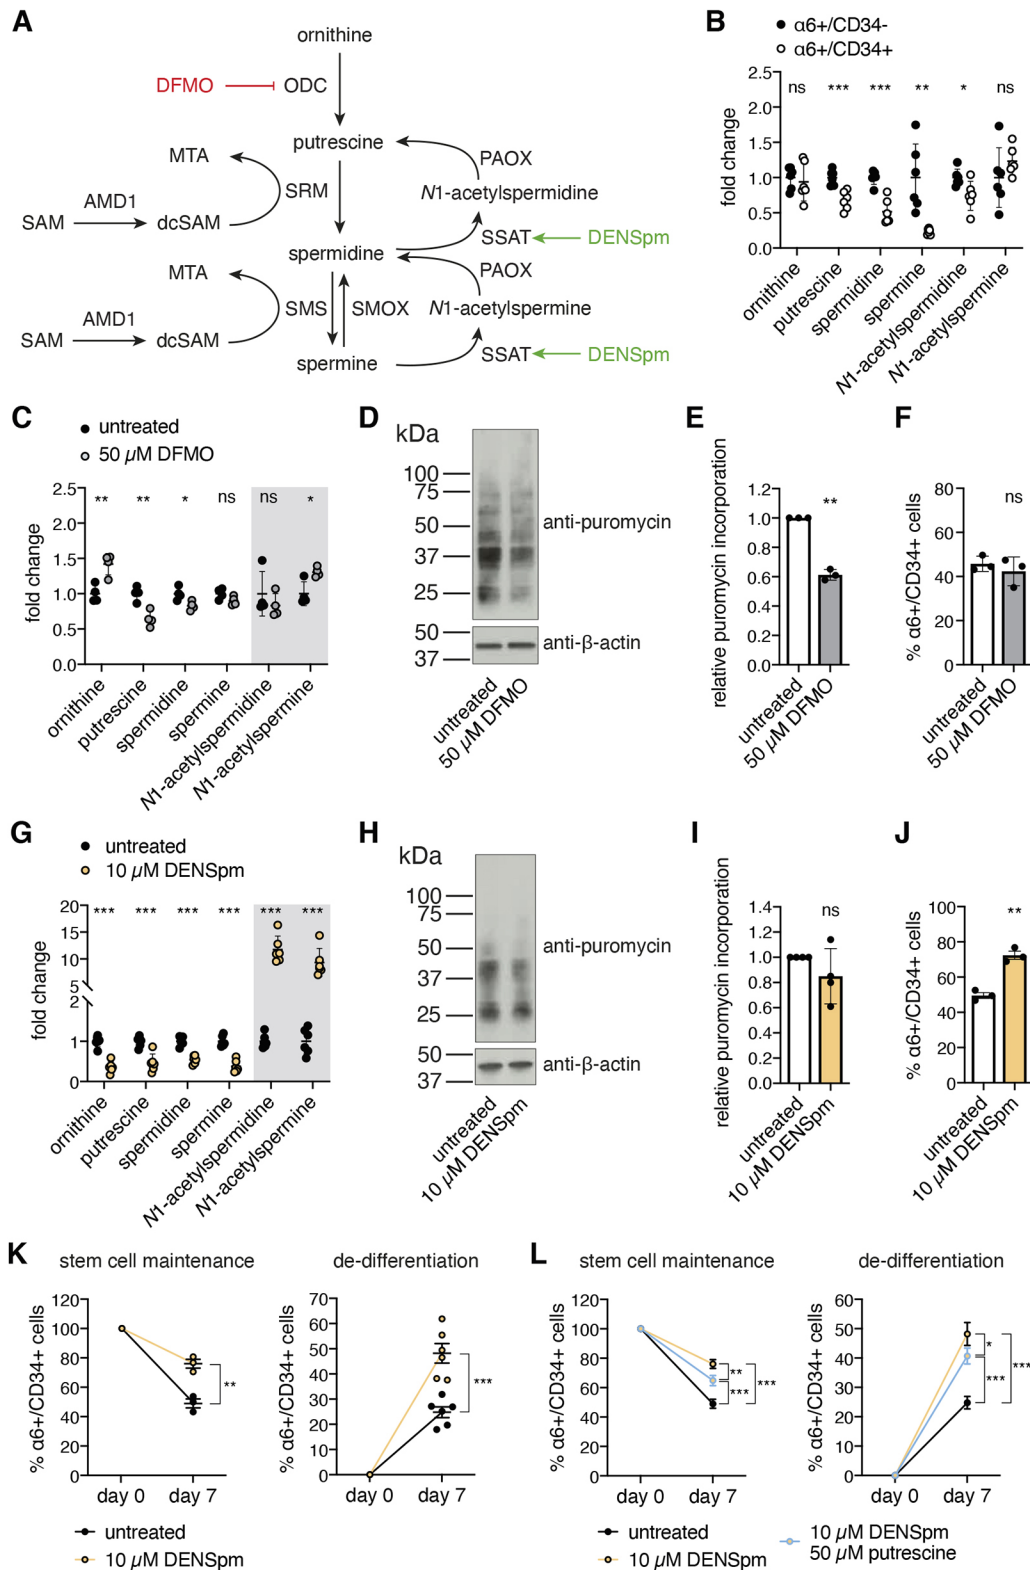 A
ornithine
DFMO
ODC
putrescine
MTA
PAOX
SRM
N1-acetylspermidine
AMD1
SAM
dcSAM
SSAT
DENSpm
spermidine
MTA
PAOX
AMD1
SMS
SMOX
N1-acetylspermine
SAM
dcSAM
SSAT
DENSpm
spermine
B
α6+/CD34-
α6+/CD34+
fold change
2.5
2.0
1.5
1.0
0.5
0.0
ns
***
***
**
*
ns
ornithine
putrescine
spermidine
spermine
N1-acetylspermidine
N1-acetylspermine
C
untreated
50 µM DFMO
fold change
2.5
2.0
1.5
1.0
0.5
0.0
**
**
*
ns
ns
*
ornithine
putrescine
spermidine
spermine
N1-acetylspermidine
N1-acetylspermine
D
kDa
100
75
50
37
25
anti-puromycin
50
37
anti-β-actin
untreated
50 µM DFMO
E
relative puromycin incorporation
1.2
1.0
0.8
0.6
0.4
0.2
0.0
**
untreated
50 µM DFMO
F
% α6+/CD34+ cells
80
60
40
20
0
ns
untreated
50 µM DFMO
G
untreated
10 µM DENSpm
fold change
20
15
10
5
2
1
0
***
***
***
***
***
***
ornithine
putrescine
spermidine
spermine
N1-acetylspermidine
N1-acetylspermine
H
kDa
100
75
50
37
25
anti-puromycin
50
37
anti-β-actin
untreated
10 µM DENSpm
I
relative puromycin incorporation
1.4
1.2
1.0
0.8
0.6
0.4
0.2
0.0
ns
untreated
10 µM DENSpm
J
% α6+/CD34+ cells
100
80
60
40
20
0
**
untreated
10 µM DENSpm
K
stem cell maintenance
% α6+/CD34+ cells
120
100
80
60
40
20
0
**
day 0
day 7
de-differentiation
% α6+/CD34+ cells
70
60
50
40
30
20
10
0
***
day 0
day 7
untreated
10 µM DENSpm
L
stem cell maintenance
% α6+/CD34+ cells
120
100
80
60
40
20
0
**
***
***
day 0
day 7
de-differentiation
% α6+/CD34+ cells
60
50
40
30
20
10
0
*
***
***
day 0
day 7
untreated
10 µM DENSpm
10 µM DENSpm
50 µM putrescine